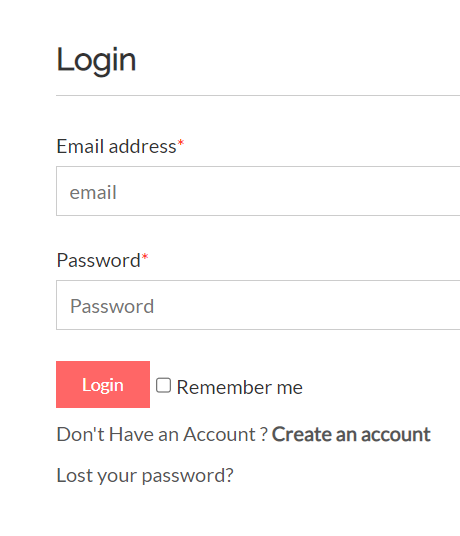 Login
Email address*
email
Password*
Password
Login Remember me
Don't Have an Account ? Create an account
Lost your password?